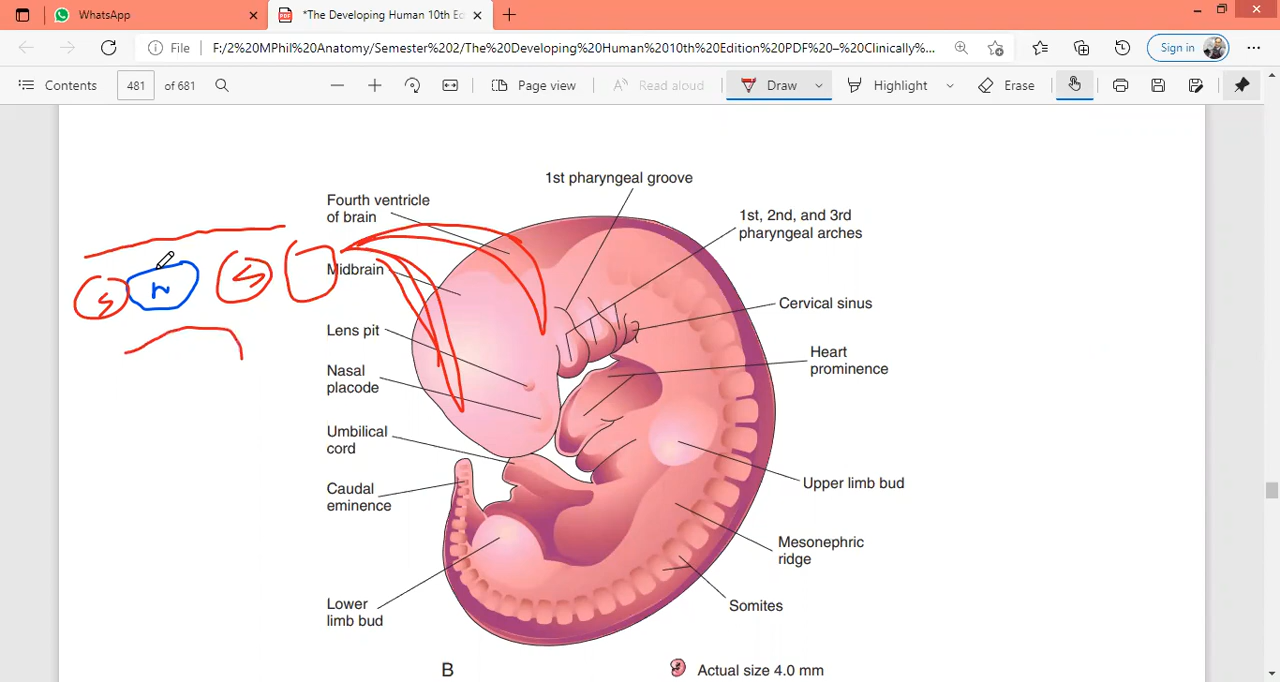 WhatsApp
*The Developing Human 10th Ed
File
F:/2%20MPhil%20Anatomy/Semester%202/The%20Developing%20Human%2010th%20Edition%20PDF%20–%20Clinically%...
Sign in
Contents
481
of 681
Page view
Read aloud
Draw
Highlight
Erase
1st pharyngeal groove
Fourth ventricle
of brain
1st, 2nd, and 3rd
pharyngeal arches
S
N
S
Midbrain
Cervical sinus
Lens pit
Heart
prominence
Nasal
placode
Umbilical
cord
Upper limb bud
Caudal
eminence
Mesonephric
ridge
Lower
limb bud
Somites
B
Actual size 4.0 mm